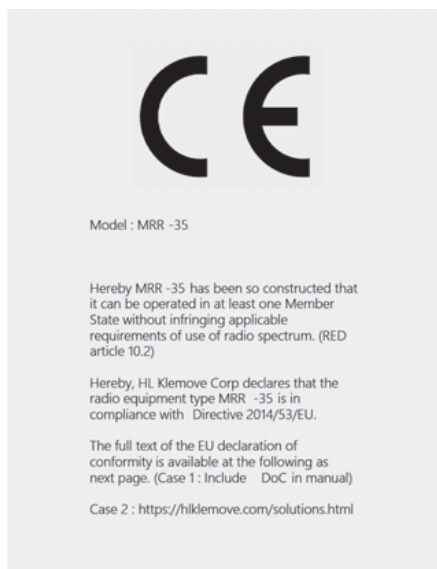 CE
Model : MRR -35
Hereby MRR -35 has been so constructed that
it can be operated in at least one Member
State without infringing applicable
requirements of use of radio spectrum. (RED
article 10.2)
Hereby, HL Klemove Corp declares that the
radio equipment type MRR -35 is in
compliance with Directive 2014/53/EU.
The full text of the EU declaration of
conformity is available at the following as
next page. (Case 1 : Include DoC in manual)
Case 2 : https://hlklemove.com/solutions.html